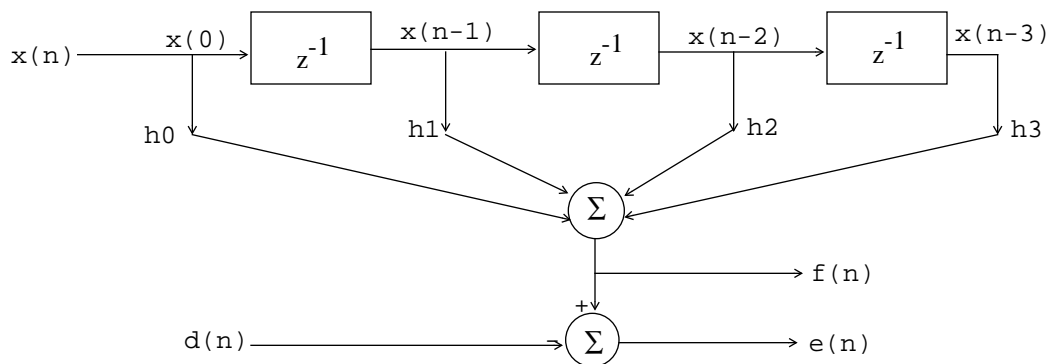 x(n)
x(0)
z-1
x(n-1)
z-1
x(n-2)
z-1
x(n-3)
h0
h1
h2
h3
Σ
f(n)
+
d(n)
-
Σ
e(n)